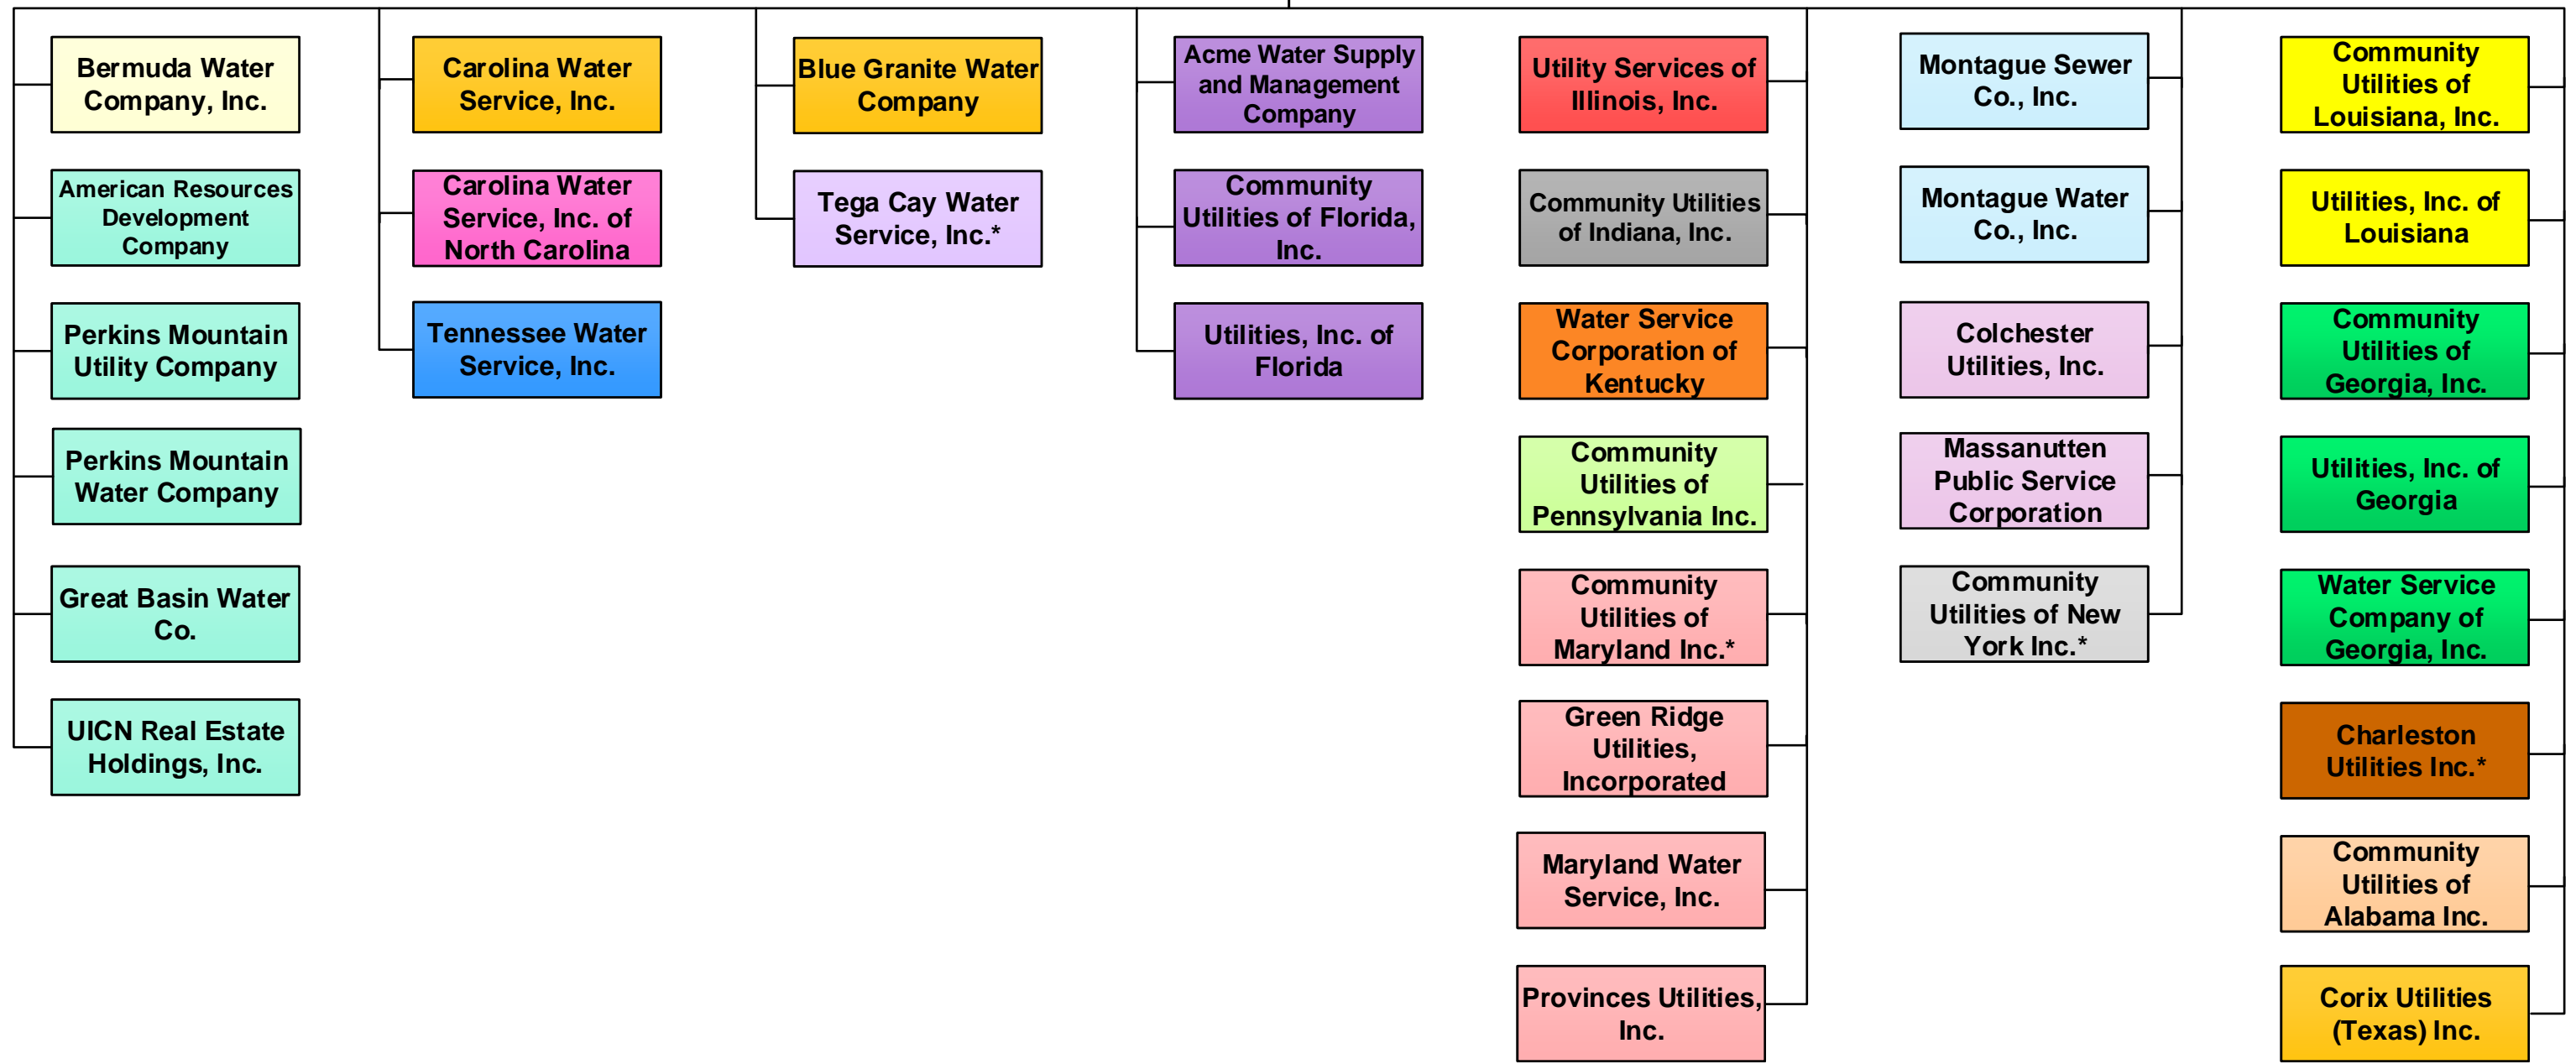 Bermuda Water
Company, Inc.
American Resources
Development
Company
Perkins Mountain
Utility Company
Perkins Mountain
Water Company
Great Basin Water
Co.
UICN Real Estate
Holdings, Inc.
Carolina Water
Service, Inc.
Carolina Water
Service, Inc. of
North Carolina
Tennessee Water
Service, Inc.
Blue Granite Water
Company
Tega Cay Water
Service, Inc.*
Acme Water Supply
and Management
Company
Community
Utilities of Florida,
Inc.
Utilities, Inc. of
Florida
Utility Services of
Illinois, Inc.
Community Utilities
of Indiana, Inc.
Water Service
Corporation of
Kentucky
Community
Utilities of
Pennsylvania Inc.
Community
Utilities of
Maryland Inc.*
Green Ridge
Utilities,
Incorporated
Maryland Water
Service, Inc.
Provinces Utilities,
Inc.
Montague Sewer
Co., Inc.
Montague Water
Co., Inc.
Colchester
Utilities, Inc.
Massanutten
Public Service
Corporation
Community
Utilities of New
York Inc.*
Community
Utilities of
Louisiana, Inc.
Utilities, Inc. of
Louisiana
Community
Utilities of
Georgia, Inc.
Utilities, Inc. of
Georgia
Water Service
Company of
Georgia, Inc.
Charleston
Utilities Inc.*
Community
Utilities of
Alabama Inc.
Corix Utilities
(Texas) Inc.